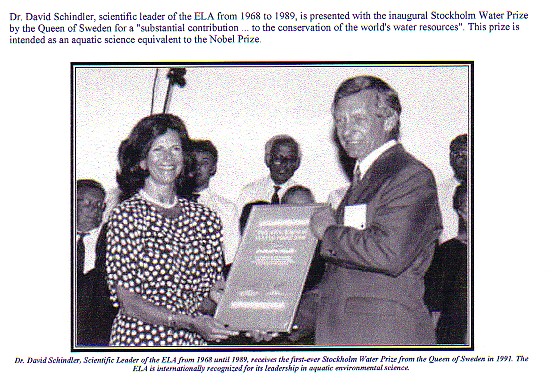 Dr. David Schindler, scientific leader of the ELA from 1968 to 1989, is presented with the inaugural Stockholm Water Prize
by the Queen of Sweden for a "substantial contribution ... to the conservation of the world's water resources". This prize is
intended as an aquatic science equivalent to the Nobel Prize.
Dr. David Schindler, Scientific Leader of the ELA from 1968 until 1989, receives the first-ever Stockholm Water Prize from the Queen of Sweden in 1991. The
ELA is internationally recognized for its leadership in aquatic environmental science.